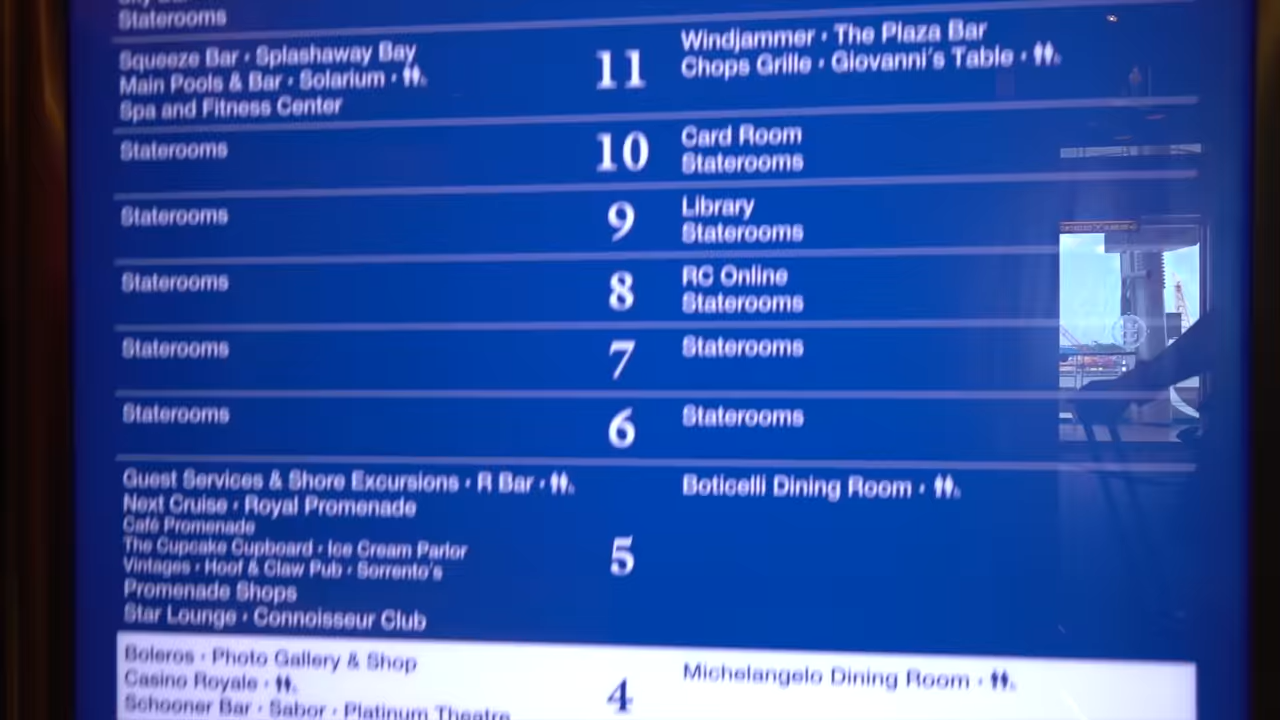 Staterooms
Squeeze Bar · Splashaway Bay
Main Pools & Bar · Solarium ·
Spa and Fitness Center
11
Windjammer · The Plaza Bar
Chops Grille · Giovanni's Table ·
Staterooms
10
Card Room
Staterooms
Staterooms
9
Library
Staterooms
Staterooms
8
RC Online
Staterooms
Staterooms
7
Staterooms
Staterooms
6
Staterooms
Guest Services & Shore Excursions · R Bar ·
Next Cruise · Royal Promenade
Café Promenade
The Cupcake Cupboard · Ice Cream Parlor
Vintages · Hoof & Claw Pub · Sorrento's
Promenade Shops
Star Lounge · Connoisseur Club
5
Boticelli Dining Room ·
Boleros · Photo Gallery & Shop
Casino Royale ·
Schooner Bar · Sabor · Platinum Theatre
4
Michelangelo Dining Room ·